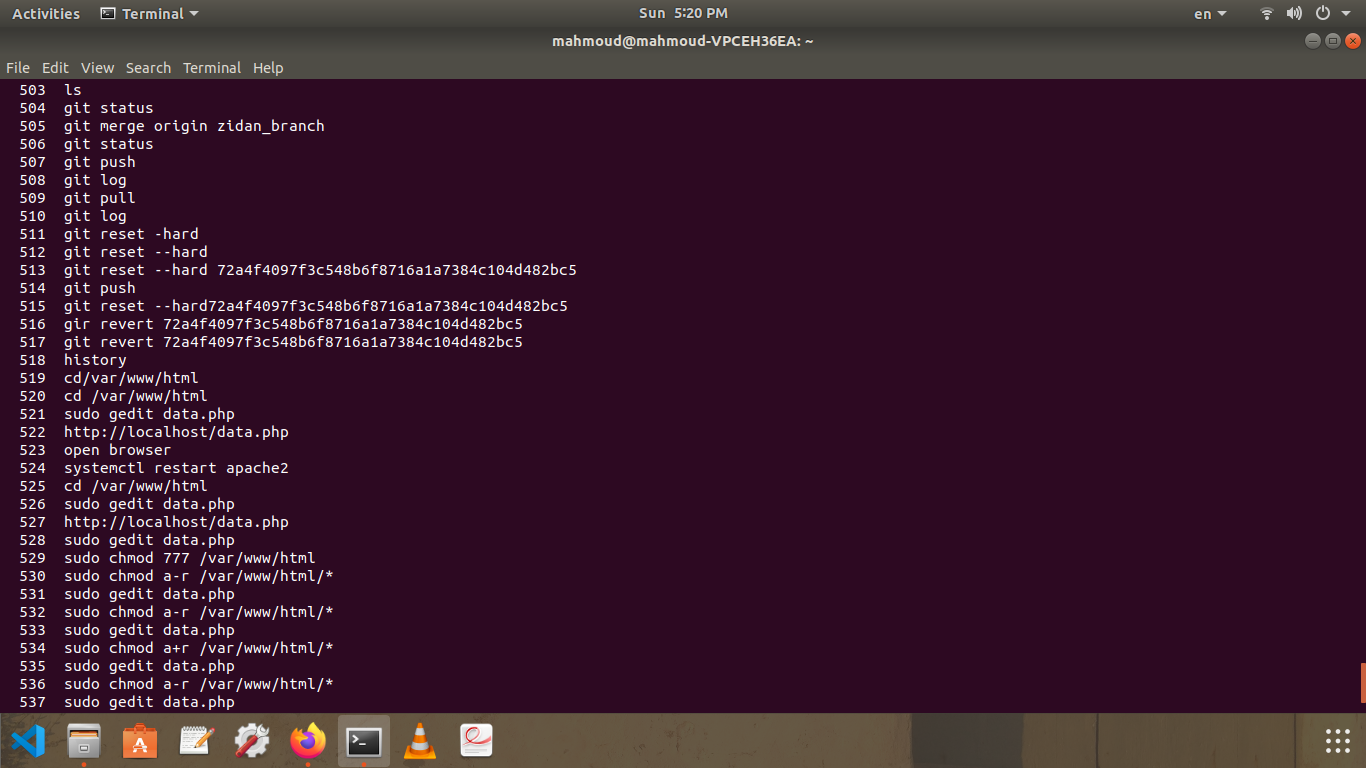 Activities Terminal Sun 5:20 PM en
mahmoud@mahmoud-VPCEH36EA: ~
File Edit View Search Terminal Help
503 ls
504 git status
505 git merge origin zidan_branch
506 git status
507 git push
508 git log
509 git pull
510 git log
511 git reset -hard
512 git reset --hard
513 git reset --hard 72a4f4097f3c548b6f8716a1a7384c104d482bc5
514 git push
515 git reset --hard72a4f4097f3c548b6f8716a1a7384c104d482bc5
516 gir revert 72a4f4097f3c548b6f8716a1a7384c104d482bc5
517 git revert 72a4f4097f3c548b6f8716a1a7384c104d482bc5
518 history
519 cd/var/www/html
520 cd /var/www/html
521 sudo gedit data.php
522 http://localhost/data.php
523 open browser
524 systemctl restart apache2
525 cd /var/www/html
526 sudo gedit data.php
527 http://localhost/data.php
528 sudo gedit data.php
529 sudo chmod 777 /var/www/html
530 sudo chmod a-r /var/www/html/*
531 sudo gedit data.php
532 sudo chmod a-r /var/www/html/*
533 sudo gedit data.php
534 sudo chmod a+r /var/www/html/*
535 sudo gedit data.php
536 sudo chmod a-r /var/www/html/*
537 sudo gedit data.php